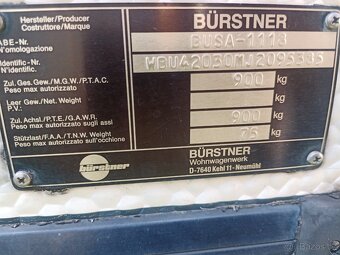 Hersteller/Producer
Costruttore/Marque
BÜRSTNER
ABE-Nr.
N°omologazione
BUSA-1113
Identific.-Nr.
N°identific.
Zul. Ges. Gew./M.G.W./P.T.A.C.
Peso max autorizzato
900 kg
Leer Gew./Net. Weight
P.V.
kg
Zul. Achsl./P.T.E./G.A.W.R.
Peso max autorizzato sugli assi
900 kg
Stützlast/F.A.A./T.N.W. Weight
Peso max autorizzato sull'occhione
75 kg
bürstner
BÜRSTNER
Wohnwagenwerk
D-7640 Kehl 11-Neumühl